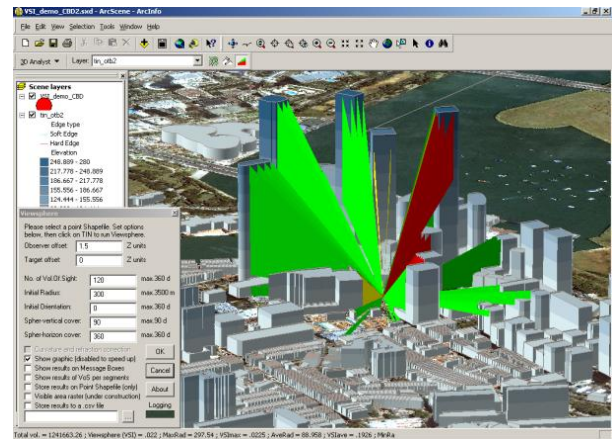 VSI_demo_CBD2.sxd - ArcScene - ArcInfo
File Edit View Selection Tools Window Help
3D Analyst Layer: tin_otb2
Scene layers
VSI_demo_CBD
tin_otb2
Edge type
Soft Edge
Hard Edge
Elevation
248.889 - 280
217.778 - 248.889
186.667 - 217.778
155.556 - 186.667
124.444 - 155.556
Viewsphere
Please select a point Shapefile. Set options
below, then click on TIN to run Viewsphere.
Observer offset: 1.5 Z units
Target offset: 0 Z units
No. of Vol.Of.Sight: 120 max.360 d
Initial Radius: 300 max.3500 m
Initial Orientation: 0 max.360 d
Spher-vertical cover: 90 max.90 d
Spher-horizon cover: 360 max.360 d
Curvature and refraction correction
Show graphic (disabled to speed up)
Show results on Message Boxes
Show results of VoS per segments
Store results on Point Shapefile (only)
Visible area raster (under construction)
Store results to a .csv file
OK
Cancel
About
Logging
Total vol. = 1241663.26 ; Viewsphere (VSI) = .022 ; MaxRad = 297.54 ; VSImax = .0225 ; AveRad = 88.958 ; VSIave = .1926 ; MinRa